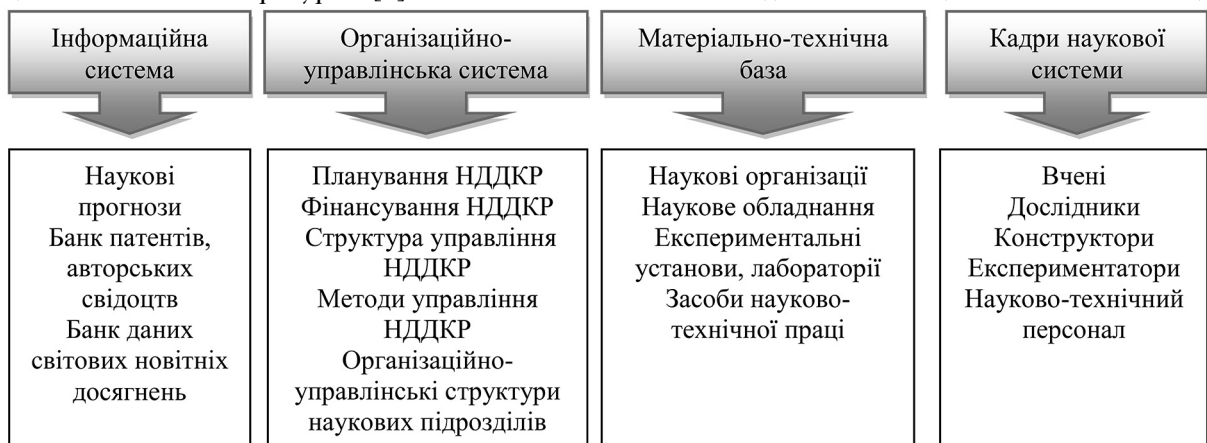 Інформаційна
система
Організаційно-
управлінська система
Матеріально-технічна
база
Кадри наукової
системи
Наукові
прогнози
Банк патентів,
авторських
свідоцтв
Банк даних
світових новітніх
досягнень
Планування НДДКР
Фінансування НДДКР
Структура управління
НДДКР
Методи управління
НДДКР
Організаційно-
управлінські структури
наукових підрозділів
Наукові організації
Наукове обладнання
Експериментальні
установи, лабораторії
Засоби науково-
технічної праці
Вчені
Дослідники
Конструктори
Експериментатори
Науково-технічний
персонал